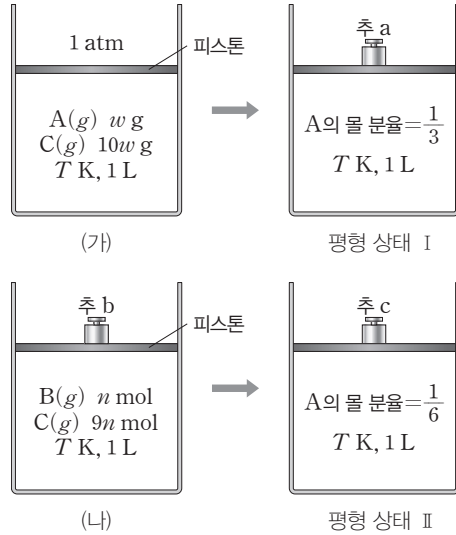 1 atm
피스톤
A(g) w g
C(g) 10w g
T K, 1 L
(가)
추 a
A의 몰 분율=1/3
T K, 1 L
평형 상태 Ⅰ
추 b
피스톤
B(g) n mol
C(g) 9n mol
T K, 1 L
(나)
추 c
A의 몰 분율=1/6
T K, 1 L
평형 상태 Ⅱ